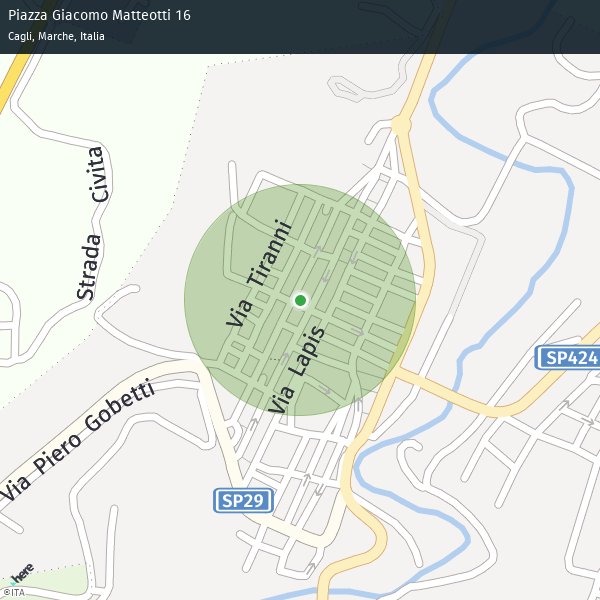 Piazza Giacomo Matteotti 16
Cagli, Marche, Italia
Strada Civita
Via Tiranni
Via Lapis
SP424
Via Piero Gobetti
SP29
here
©ITA